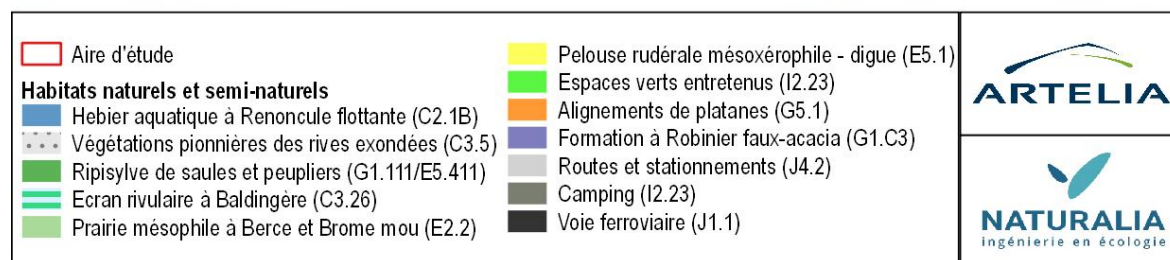 Aire d'étude
Habitats naturels et semi-naturels
Hebier aquatique à Renoncule flottante (C2.1B)
Végétations pionnières des rives exondées (C3.5)
Ripisylve de saules et peupliers (G1.111/E5.411)
Ecran rivulaire à Baldingère (C3.26)
Prairie mésophile à Berce et Brome mou (E2.2)
Pelouse rudérale mésoxérophile - digue (E5.1)
Espaces verts entretenus (I2.23)
Alignements de platanes (G5.1)
Formation à Robinier faux-acacia (G1.C3)
Routes et stationnements (J4.2)
Camping (I2.23)
Voie ferroviaire (J1.1)
ARTELIA
NATURALIA
ingénierie en écologie